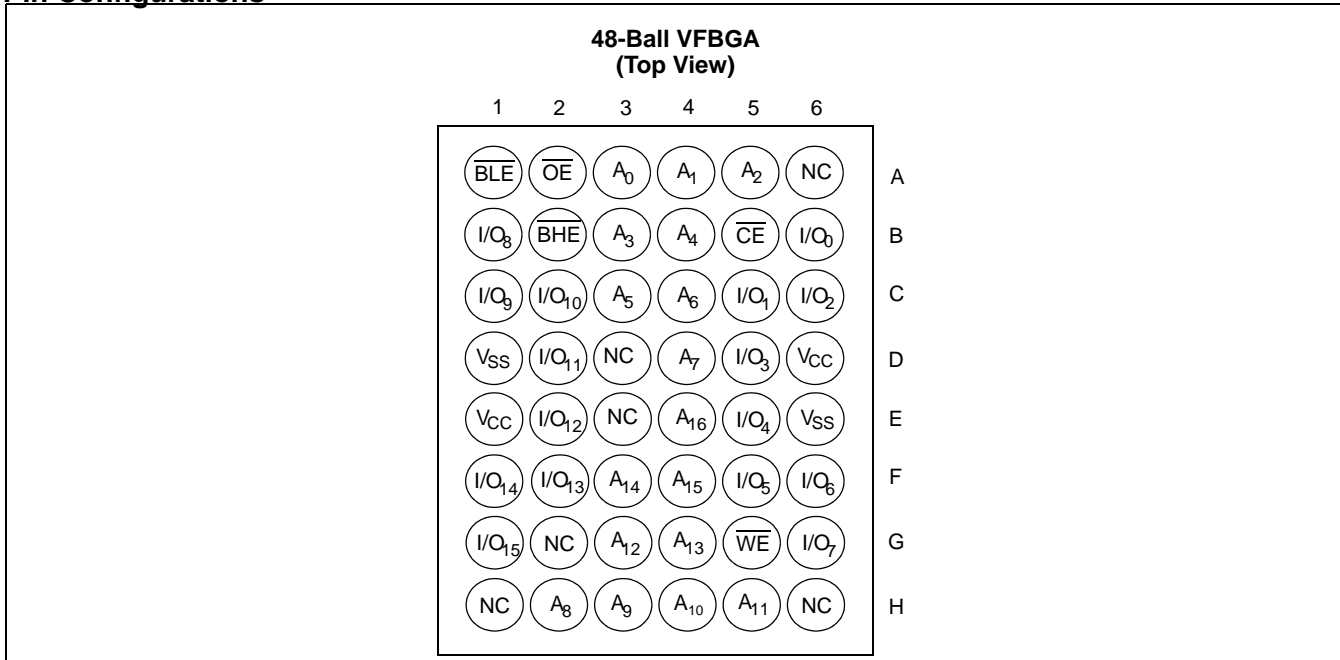 48-Ball VFBGA
(Top View)
1 2 3 4 5 6
BLE OE A0 A1 A2 NC A
I/O8 BHE A3 A4 CE I/O0 B
I/O9 I/O10 A5 A6 I/O1 I/O2 C
VSS I/O11 NC A7 I/O3 VCC D
VCC I/O12 NC A16 I/O4 VSS E
I/O14 I/O13 A14 A15 I/O5 I/O6 F
I/O15 NC A12 A13 WE I/O7 G
NC A8 A9 A10 A11 NC H